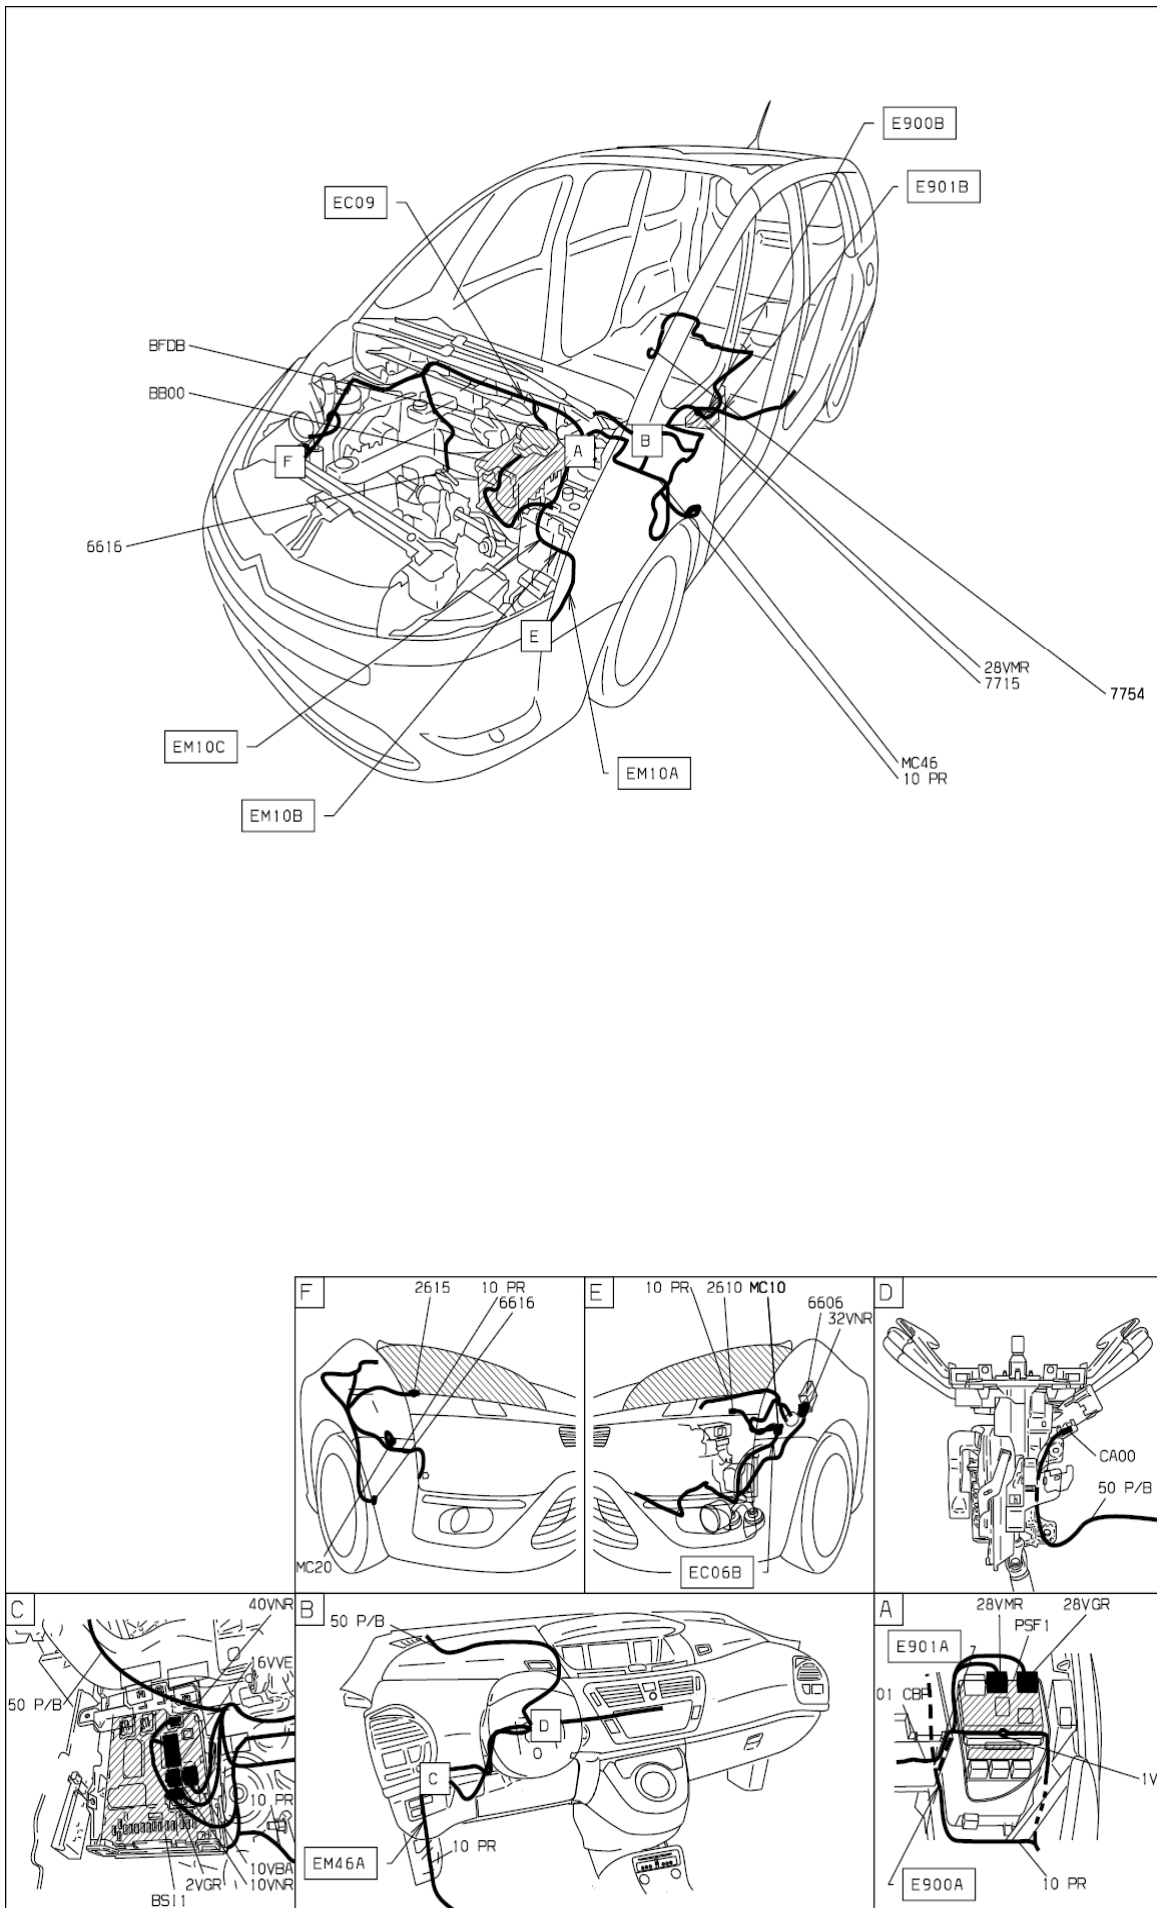 E900B
E901B
EC09
BFDB
BB00
A
B
F
6616
E
28VMR
7715
7754
EM10C
MC46
10 PR
EM10A
EM10B
F
2615
10 PR
6616
MC20
E
10 PR
2610
MC10
6606
32VNR
EC06B
D
CA00
50 P/B
C
40VNR
16VVE
50 P/B
10 PR
10VBA
2VGR
10VNR
BSI1
B
50 P/B
D
C
EM46A
10 PR
A
28VMR
28VGR
PSF1
E901A
7
01 CBP
1V
E900A
10 PR